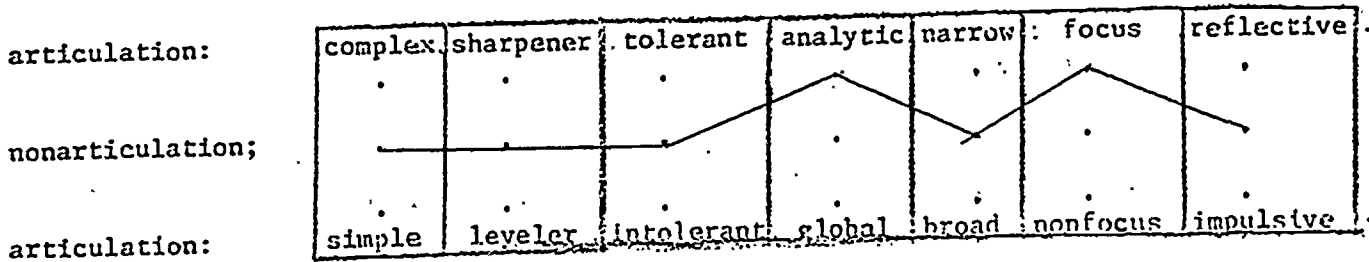 articulation: complex sharpener tolerant analytic narrow focus reflective
nonarticulation;
articulation: simple leveler intolerant global broad nonfocus impulsive